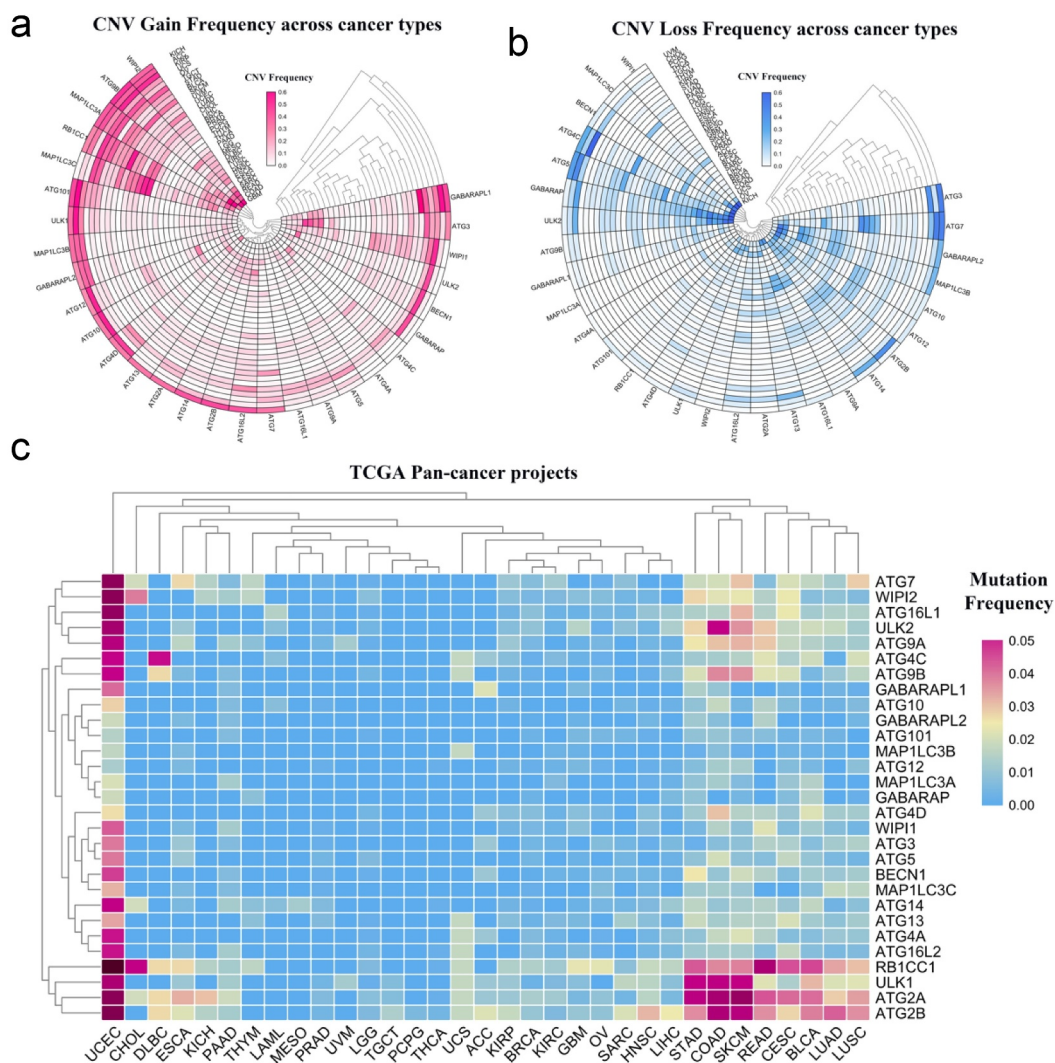 a
CNV Gain Frequency across cancer types
CNV Frequency
0.6
0.5
0.4
0.3
0.2
0.1
0.0
KICH
GBM
WIPI2
ATG9B
MAP1LC3A
RB1CC1
MAP1LC3C
ATG101
ULK1
MAP1LC3B
GABARAPL2
ATG12
ATG10
ATG4D
ATG13
ATG2A
ATG14
ATG2B
ATG16L2
ATG7
ATG16L1
ATG9A
ATG5
ATG4A
ATG4C
GABARAP
BECN1
ULK2
WIPI1
ATG3
GABARAPL1
b
CNV Loss Frequency across cancer types
CNV Frequency
0.6
0.5
0.4
0.3
0.2
0.1
0.0
KICH
WIPI1
MAP1LC3C
BECN1
ATG4C
ATG5
GABARAP
ULK2
ATG9B
GABARAPL1
MAP1LC3A
ATG4A
ATG101
RB1CC1
ATG4D
ULK1
WIPI2
ATG16L2
ATG2A
ATG13
ATG16L1
ATG9A
ATG14
ATG2B
ATG12
ATG10
MAP1LC3B
GABARAPL2
ATG7
ATG3
c
TCGA Pan-cancer projects
ATG7
WIPI2
ATG16L1
ULK2
ATG9A
ATG4C
ATG9B
GABARAPL1
ATG10
GABARAPL2
ATG101
MAP1LC3B
ATG12
MAP1LC3A
GABARAP
ATG4D
WIPI1
ATG3
ATG5
BECN1
MAP1LC3C
ATG14
ATG13
ATG4A
ATG16L2
RB1CC1
ULK1
ATG2A
ATG2B
UCEC
CHOL
DLBC
ESCA
KICH
PAAD
THYM
LAML
MESO
PRAD
UVM
LGG
TGCT
PCPG
THCA
UCS
ACC
KIRP
BRCA
KIRC
GBM
OV
SARC
HNSC
LIHC
STAD
COAD
SKCM
READ
CESC
BLCA
LUAD
LUSC
Mutation
Frequency
0.05
0.04
0.03
0.02
0.01
0.00